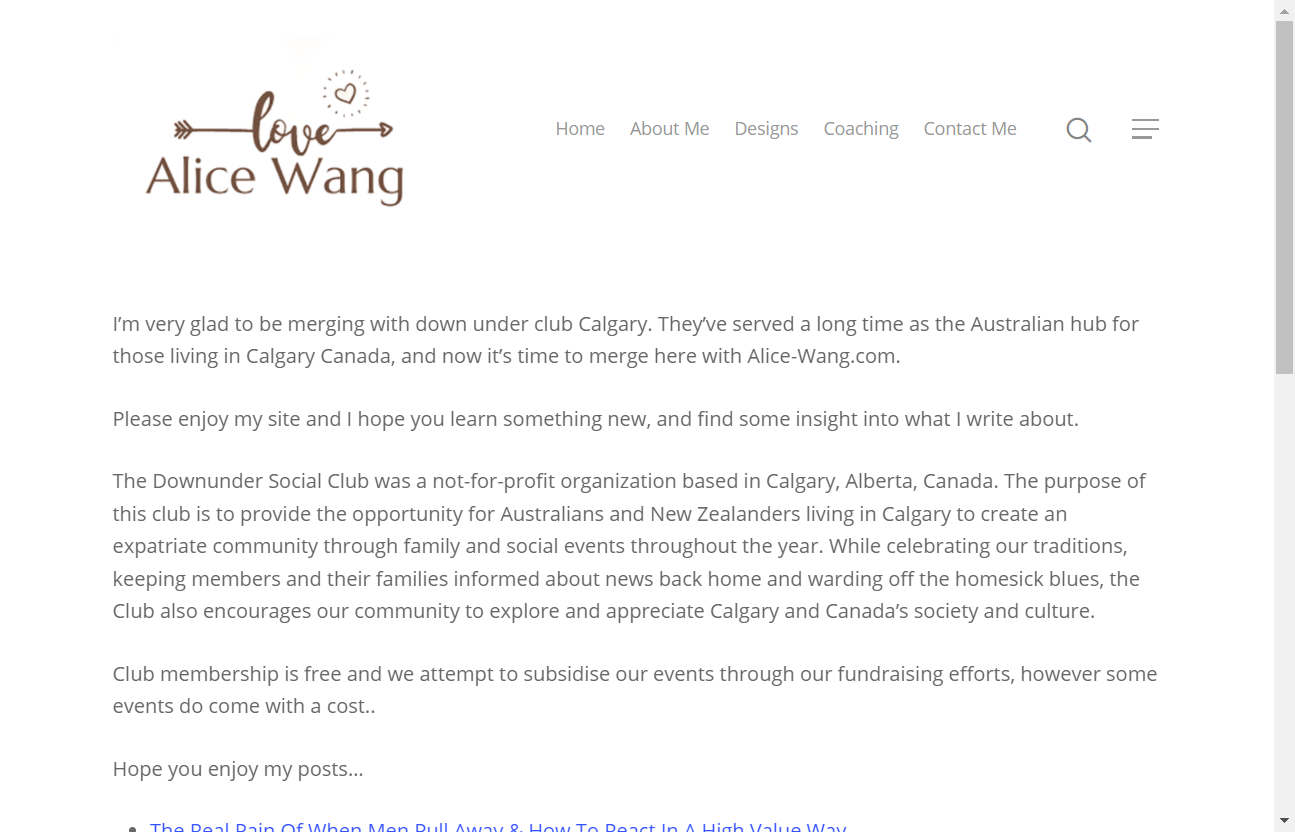 love
Alice Wang
Home About Me Designs Coaching Contact Me
I’m very glad to be merging with down under club Calgary. They’ve served a long time as the Australian hub for
those living in Calgary Canada, and now it’s time to merge here with Alice-Wang.com.
Please enjoy my site and I hope you learn something new, and find some insight into what I write about.
The Downunder Social Club was a not-for-profit organization based in Calgary, Alberta, Canada. The purpose of
this club is to provide the opportunity for Australians and New Zealanders living in Calgary to create an
expatriate community through family and social events throughout the year. While celebrating our traditions,
keeping members and their families informed about news back home and warding off the homesick blues, the
Club also encourages our community to explore and appreciate Calgary and Canada’s society and culture.
Club membership is free and we attempt to subsidise our events through our fundraising efforts, however some
events do come with a cost..
Hope you enjoy my posts…
The Real Pain Of When Men Pull Away & How To React In A High Value Way